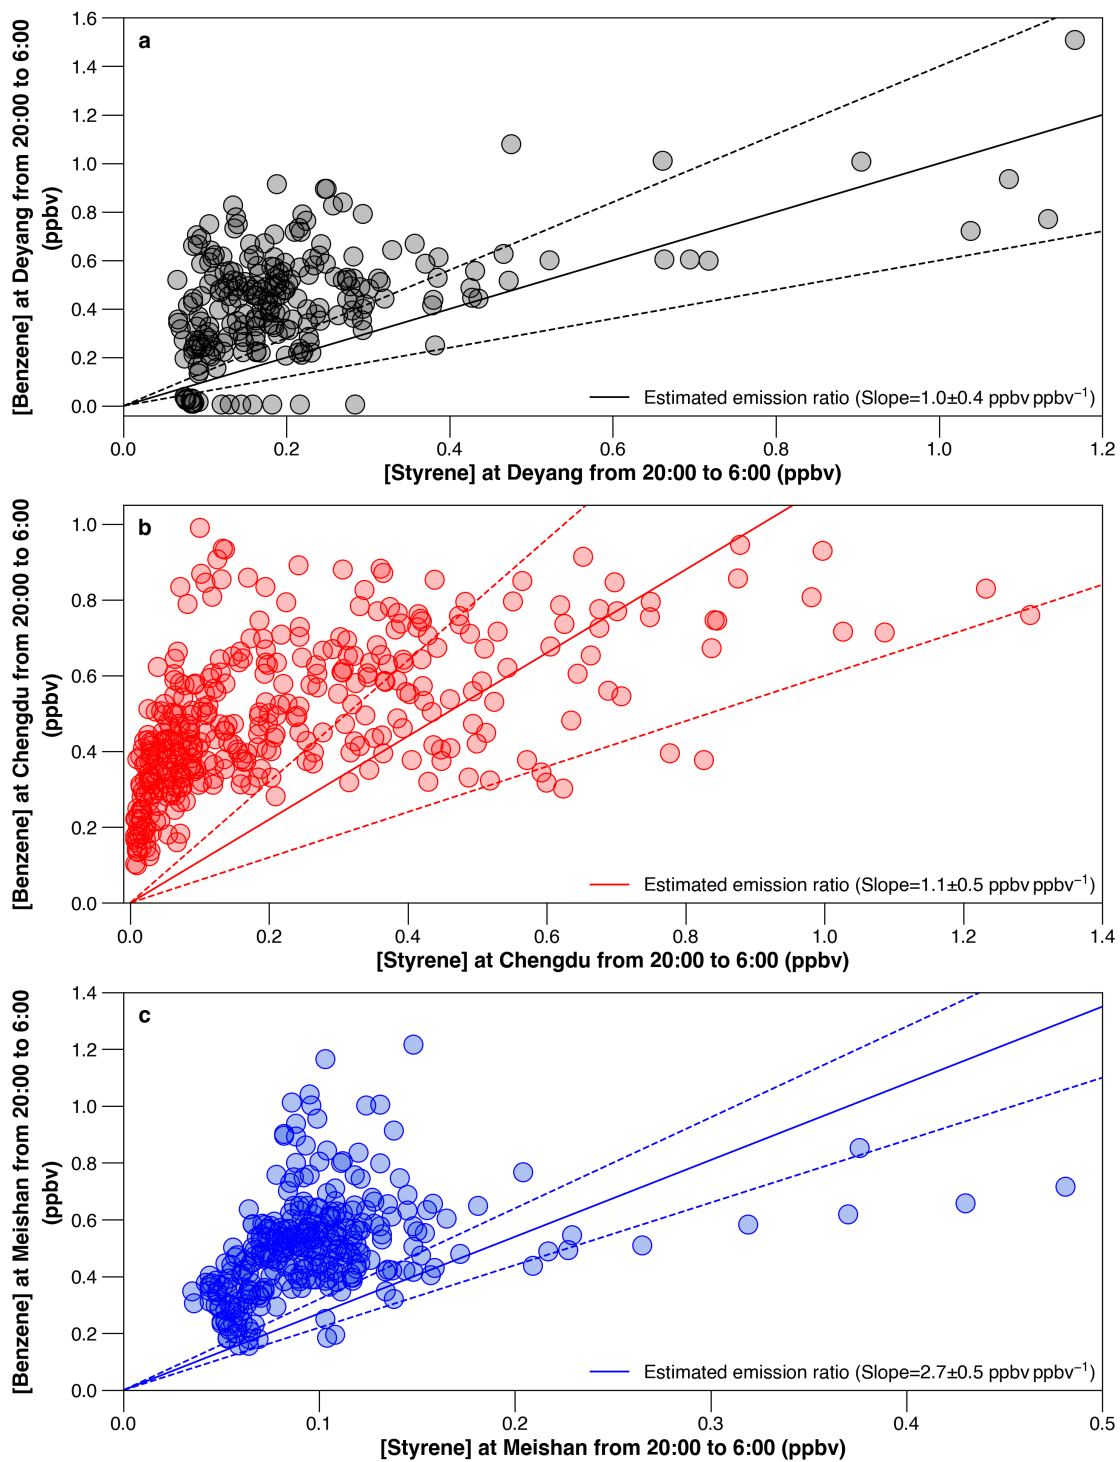 a
[Benzene] at Deyang from 20:00 to 6:00
(ppbv)
1.6
1.4
1.2
1.0
0.8
0.6
0.4
0.2
0.0
Estimated emission ratio (Slope=1.0±0.4 ppbv ppbv⁻¹)
0.0 0.2 0.4 0.6 0.8 1.0 1.2
[Styrene] at Deyang from 20:00 to 6:00 (ppbv)
b
[Benzene] at Chengdu from 20:00 to 6:00
(ppbv)
1.0
0.8
0.6
0.4
0.2
0.0
Estimated emission ratio (Slope=1.1±0.5 ppbv ppbv⁻¹)
0.0 0.2 0.4 0.6 0.8 1.0 1.2 1.4
[Styrene] at Chengdu from 20:00 to 6:00 (ppbv)
c
[Benzene] at Meishan from 20:00 to 6:00
(ppbv)
1.4
1.2
1.0
0.8
0.6
0.4
0.2
0.0
Estimated emission ratio (Slope=2.7±0.5 ppbv ppbv⁻¹)
0.0 0.1 0.2 0.3 0.4 0.5
[Styrene] at Meishan from 20:00 to 6:00 (ppbv)